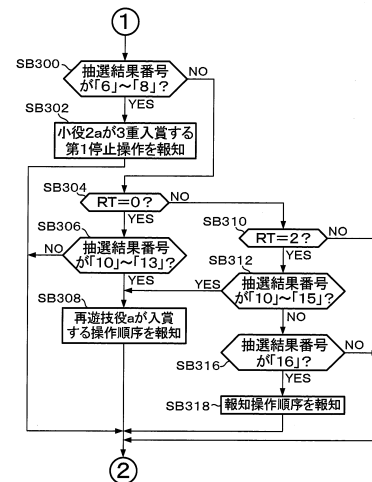 ①
SB300
抽選結果番号
が「6」～「8」?
NO
YES
SB302
小役2aが3重入賞する
第1停止操作を報知
SB304
RT=0?
NO
YES
SB306
抽選結果番号
が「10」～「13」?
NO
YES
SB308
再遊技役aが入賞
する操作順序を報知
SB310
RT=2?
NO
YES
SB312
抽選結果番号
が「10」～「15」?
YES
NO
抽選結果番号
が「16」?
SB316
NO
YES
SB318
報知操作順序を報知
②